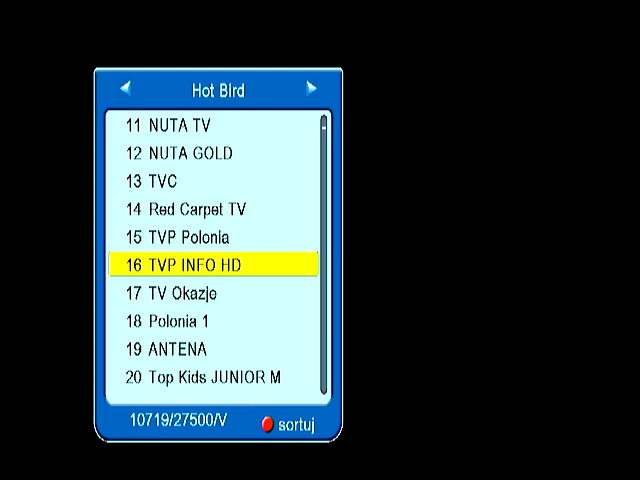 Hot Bird
11 NUTA TV
12 NUTA GOLD
13 TVC
14 Red Carpet TV
15 TVP Polonia
16 TVP INFO HD
17 TV Okazje
18 Polonia 1
19 ANTENA
20 Top Kids JUNIOR M
10719/27500/V
sortuj